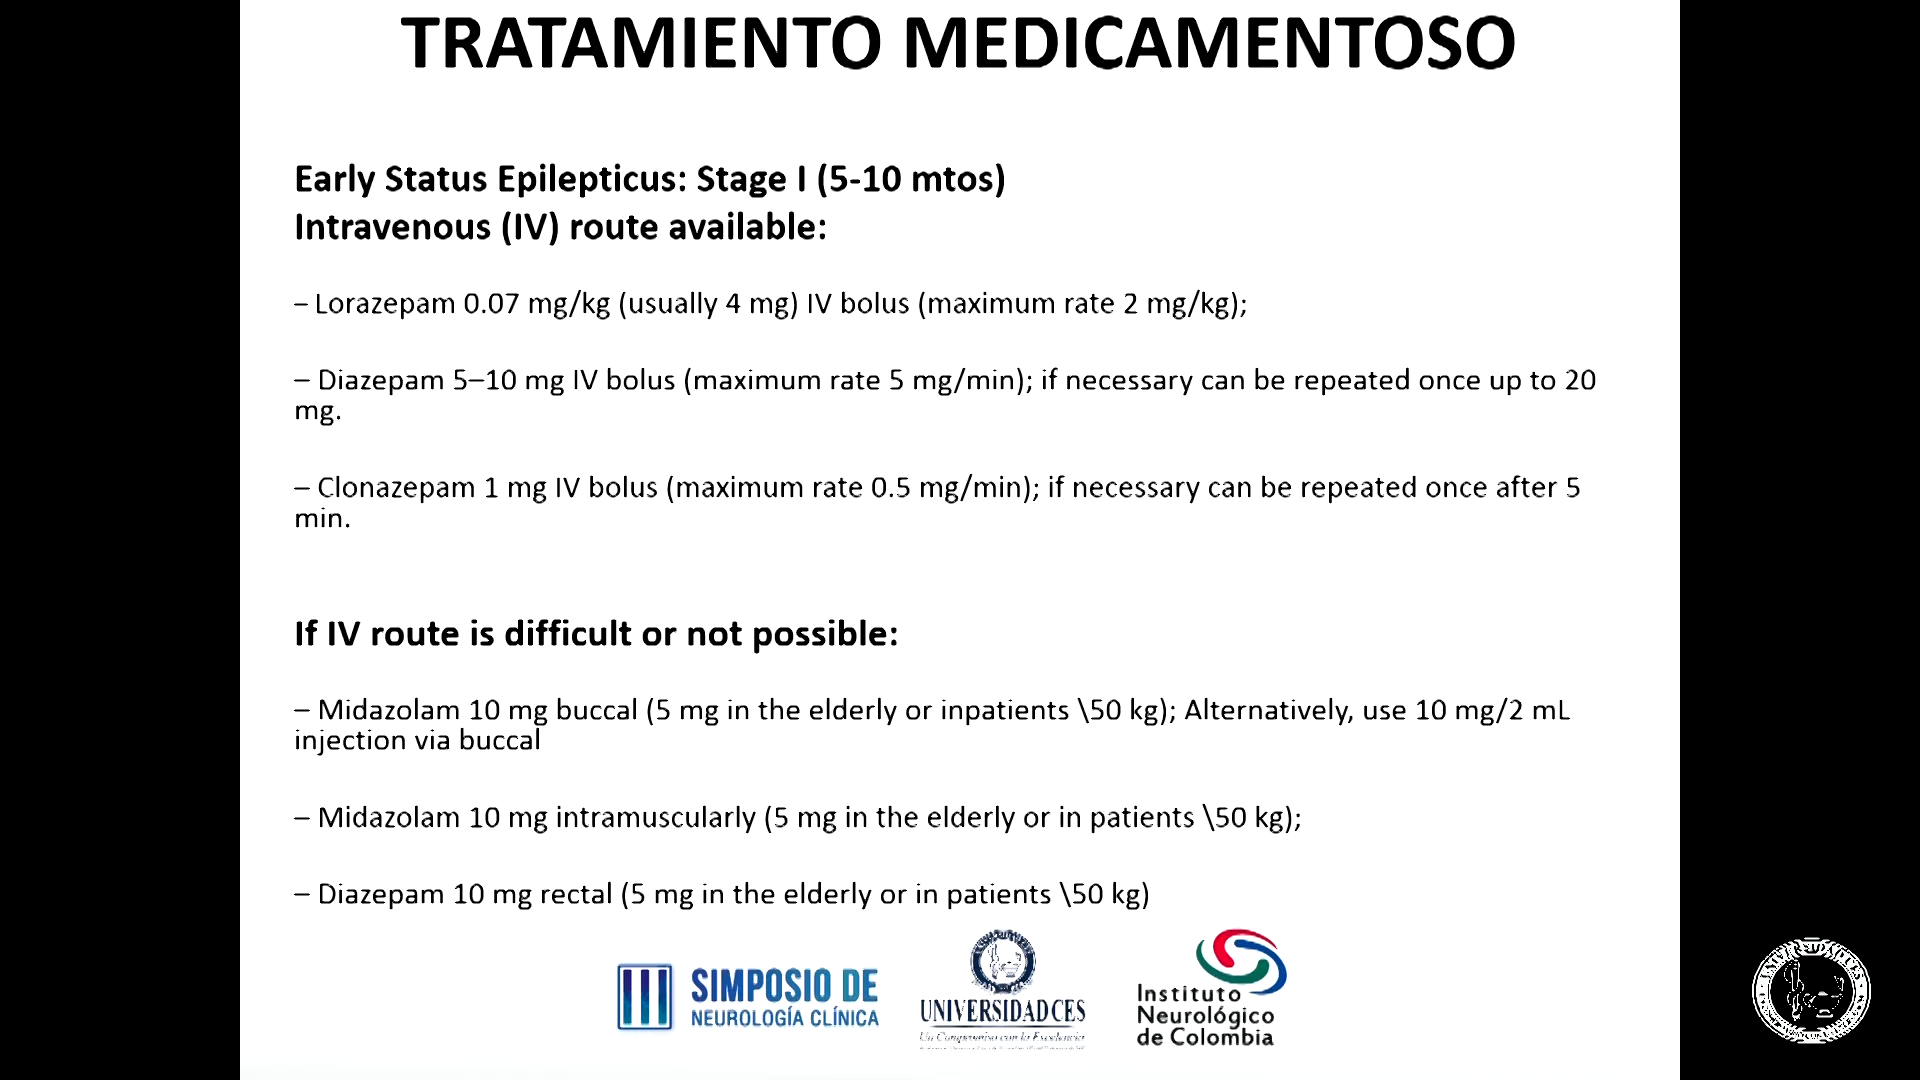 TRATAMIENTO MEDICAMENTOSO
Early Status Epilepticus: Stage I (5-10 mtos)
Intravenous (IV) route available:
– Lorazepam 0.07 mg/kg (usually 4 mg) IV bolus (maximum rate 2 mg/kg);
– Diazepam 5–10 mg IV bolus (maximum rate 5 mg/min); if necessary can be repeated once up to 20
mg.
– Clonazepam 1 mg IV bolus (maximum rate 0.5 mg/min); if necessary can be repeated once after 5
min.
If IV route is difficult or not possible:
– Midazolam 10 mg buccal (5 mg in the elderly or inpatients \50 kg); Alternatively, use 10 mg/2 mL
injection via buccal
– Midazolam 10 mg intramuscularly (5 mg in the elderly or in patients \50 kg);
– Diazepam 10 mg rectal (5 mg in the elderly or in patients \50 kg)
III SIMPOSIO DE
NEUROLOGÍA CLÍNICA
UNIVERSIDAD CES
Un Compromiso con la Excelencia
Instituto
Neurológico
de Colombia